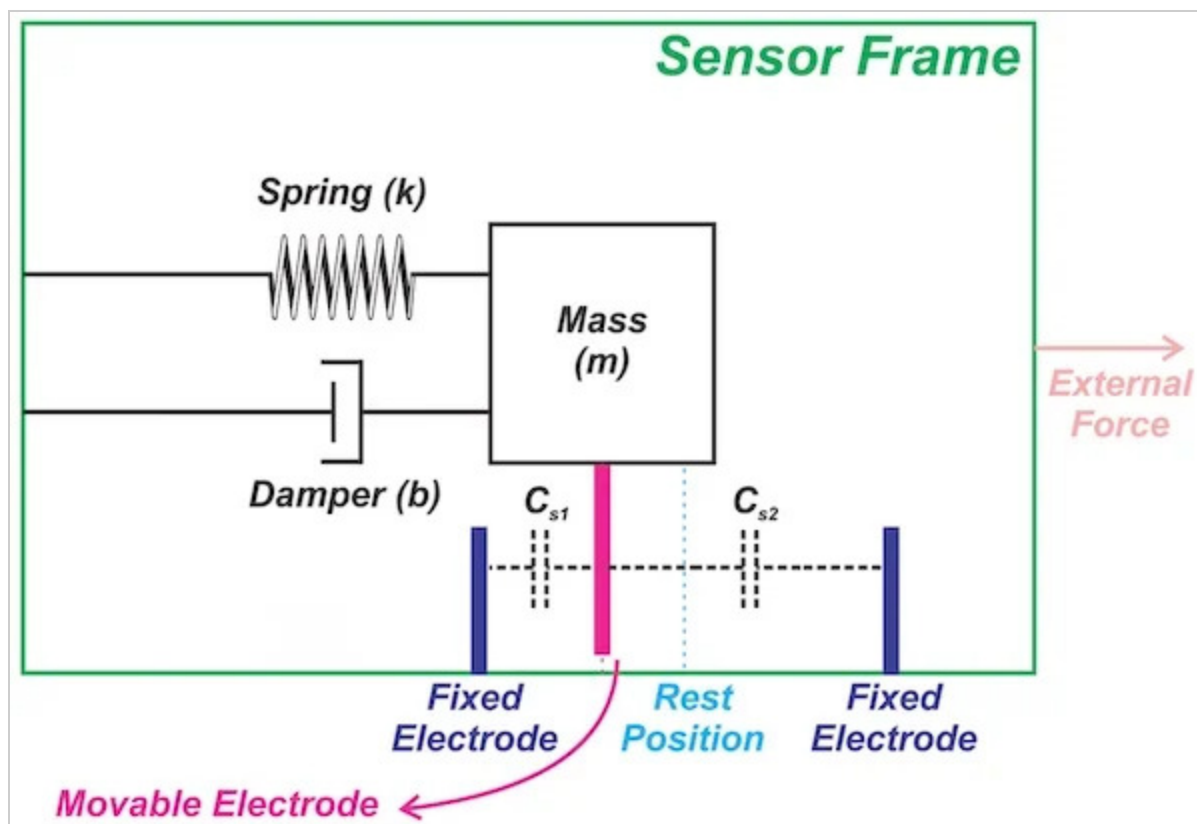 Sensor Frame
Spring (k)
Mass
(m)
External
Force
Damper (b)
Cs1
Cs2
Fixed
Electrode
Rest
Position
Fixed
Electrode
Movable Electrode